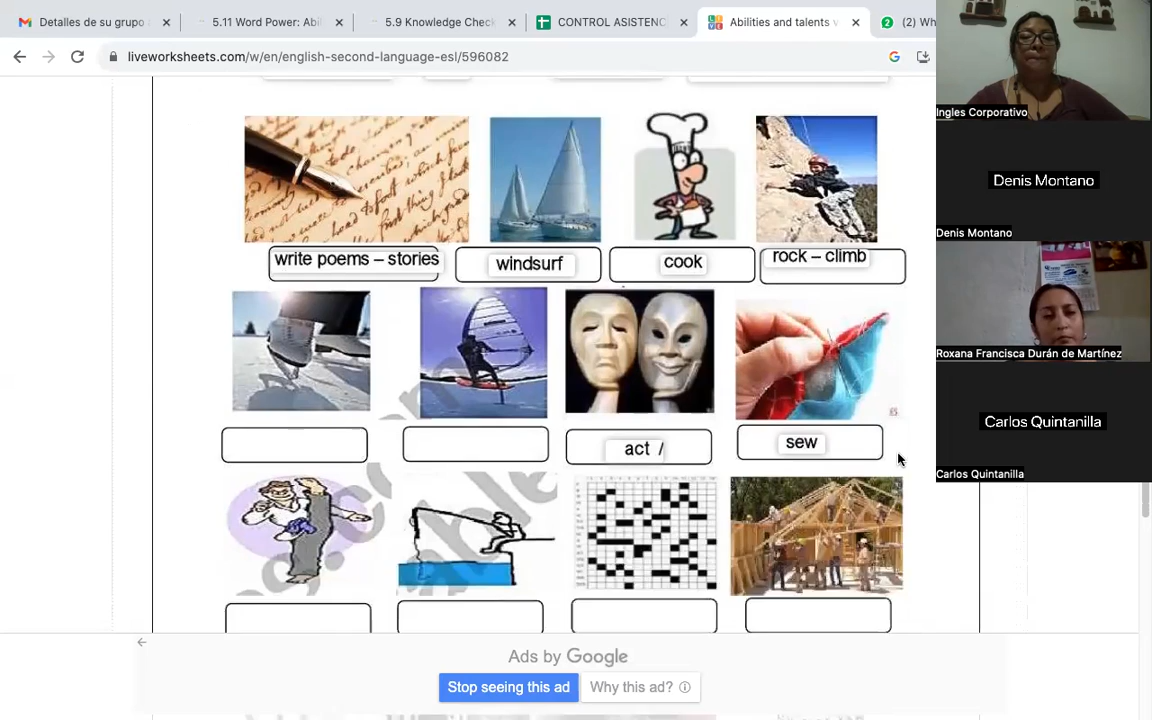 Detalles de su grupo
5.11 Word Power: Abi
5.9 Knowledge Check
CONTROL ASISTENC
Abilities and talents v
(2) Wh
liveworksheets.com/w/en/english-second-language-esl/596082
Ingles Corporativo
Denis Montano
Denis Montano
Roxana Francisca Durán de Martínez
Carlos Quintanilla
Carlos Quintanilla
write poems – stories
windsurf
cook
rock – climb
act /
sew
Ads by Google
Stop seeing this ad
Why this ad?